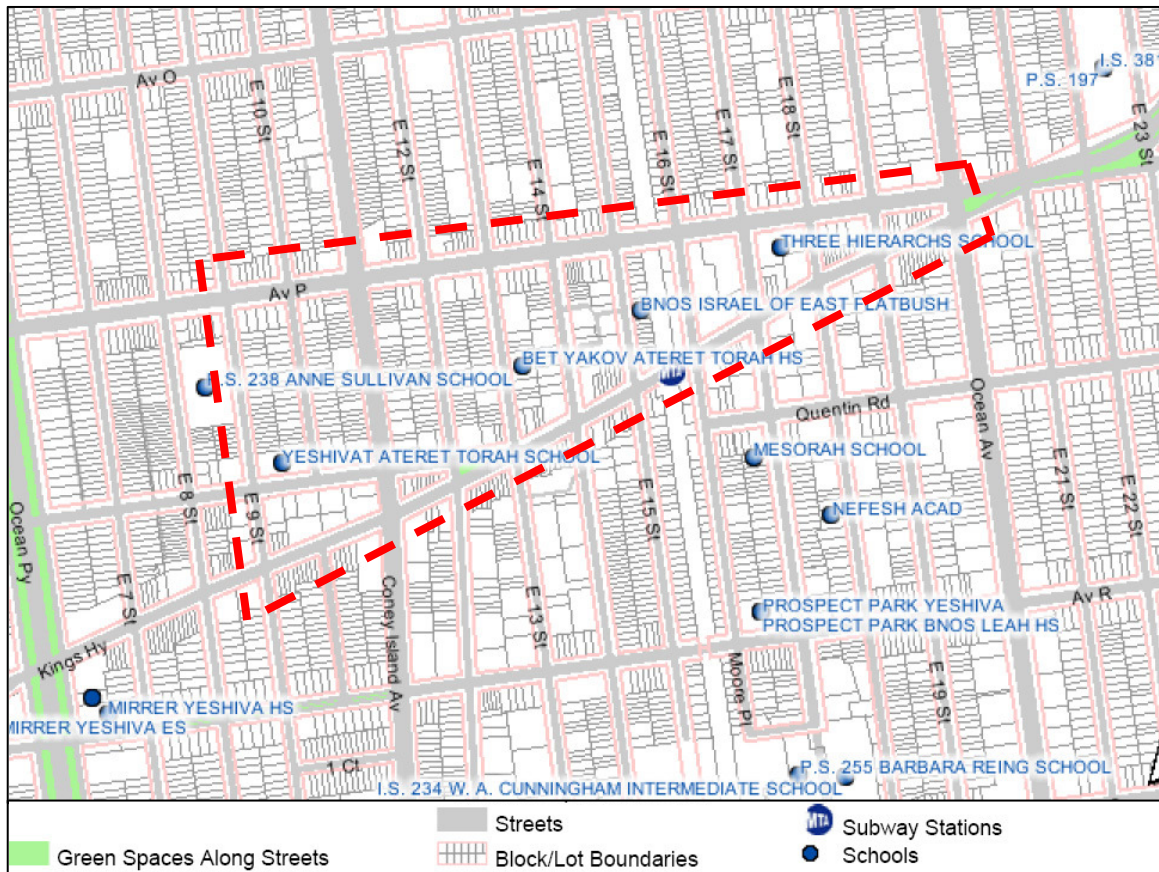 I.S. 381
P.S. 197
Av O
E 10 St
E 12 St
E 14 St
E 16 St
E 17 St
E 18 St
E 23 St
THREE HIERARCHS SCHOOL
Av P
BNOS ISRAEL OF EAST FLATBUSH
BET YAKOV ATERET TORAH HS
MTA
I.S. 238 ANNE SULLIVAN SCHOOL
Quentin Rd
Ocean Av
YESHIVAT ATERET TORAH SCHOOL
MESORAH SCHOOL
E 8 St
E 9 St
E 15 St
E 21 St
E 22 St
NEFESH ACAD
Ocean Py
E 7 St
Coney Island Av
E 13 St
PROSPECT PARK YESHIVA
PROSPECT PARK BNOS LEAH HS
Av R
Kings Hy
Moore Pl
E 19 St
MIRRER YESHIVA HS
MIRRER YESHIVA ES
1 Ct
P.S. 255 BARBARA REING SCHOOL
I.S. 234 W. A. CUNNINGHAM INTERMEDIATE SCHOOL
Green Spaces Along Streets
Streets
Block/Lot Boundaries
MTA
Subway Stations
Schools